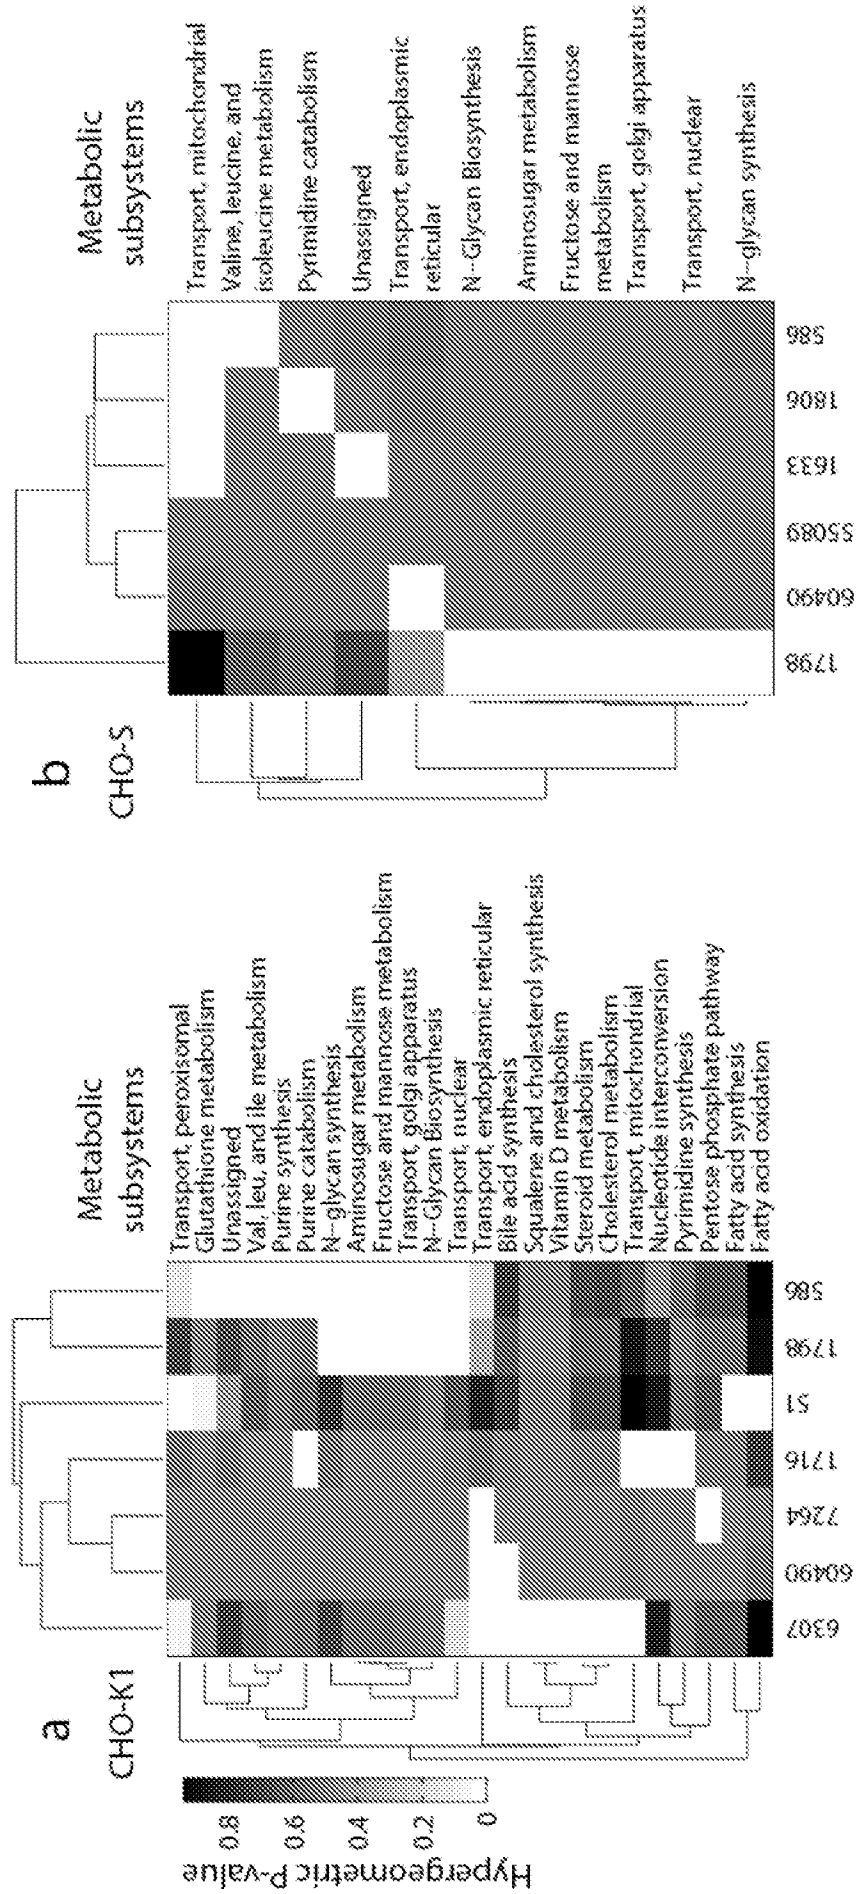 a
CHO-K1
Metabolic
subsystems
Transport, peroxisomal
Glutathione metabolism
Unassigned
Val, leu, and ile metabolism
Purine synthesis
Purine catabolism
N-glycan synthesis
Aminosugar metabolism
Fructose and mannose metabolism
Transport, golgi apparatus
N-Glycan Biosynthesis
Transport, nuclear
Transport, endoplasmic reticular
Bile acid synthesis
Squalene and cholesterol synthesis
Vitamin D metabolism
Steroid metabolism
Cholesterol metabolism
Transport, mitochondrial
Nucleotide interconversion
Pyrimidine synthesis
Pentose phosphate pathway
Fatty acid synthesis
Fatty acid oxidation
6307
60490
7264
1716
51
1798
586
Hypergeometric P-value
0.8
0.6
0.4
0.2
0
b
CHO-S
Metabolic
subsystems
Transport, mitochondrial
Valine, leucine, and
isoleucine metabolism
Pyrimidine catabolism
Unassigned
Transport, endoplasmic
reticular
N-Glycan Biosynthesis
Aminosugar metabolism
Fructose and mannose
metabolism
Transport, golgi apparatus
Transport, nuclear
N-glycan synthesis
1798
60490
55089
1633
1806
586